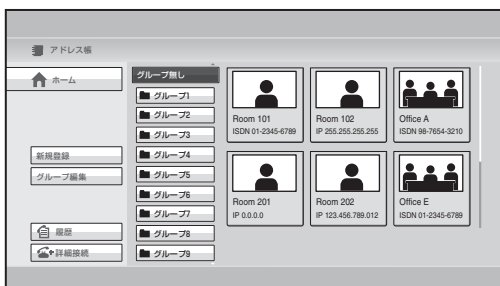 アドレス帳
ホーム
新規登録
グループ編集
履歴
詳細接続
グループ無し
グループ1
グループ2
グループ3
グループ4
グループ5
グループ6
グループ7
グループ8
グループ9
Room 101
ISDN 01-2345-6789
Room 102
IP 255.255.255.255
Office A
ISDN 98-7654-3210
Room 201
IP 0.0.0.0
Room 202
IP 123.456.789.012
Office E
ISDN 01-2345-6789